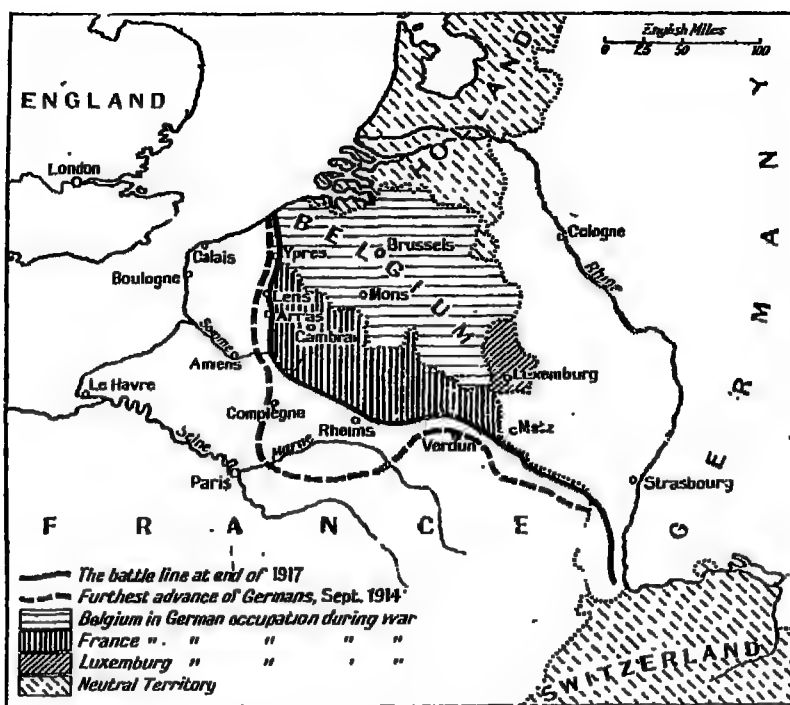 English Miles
0 25 50 100
ENGLAND
HOLLAND
GERMANY
London
BELGIUM
Cologne
Calais
Ypres
Brussels
Boulogne
Rhine
Lens
Mons
Arras
Somme
Cambrai
Amiens
Luxemburg
Le Havre
Compiegne
Rheims
Metz
Verdun
Seine
Marne
Paris
Strasbourg
FRANCE
The battle line at end of 1917
Furthest advance of Germans, Sept. 1914
Belgium in German occupation during war
France " " " " "
Luxemburg " " " "
Neutral Territory
SWITZERLAND